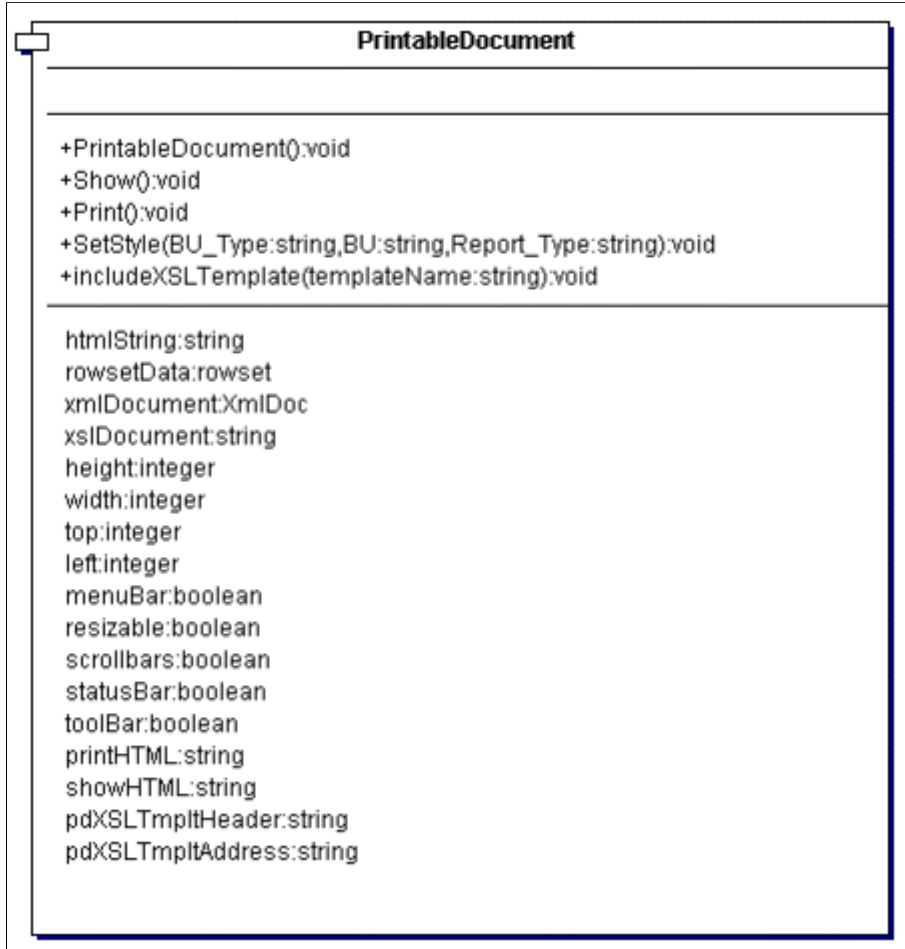 PrintableDocument
+PrintableDocument():void
+Show():void
+Print():void
+SetStyle(BU_Type:string,BU:string,Report_Type:string):void
+includeXSLTemplate(templateName:string):void
htmlString:string
rowsetData:rowset
xmlDocument:XmlDoc
xslDocument:string
height:integer
width:integer
top:integer
left:integer
menuBar:boolean
resizable:boolean
scrollbars:boolean
statusBar:boolean
toolBar:boolean
printHTML:string
showHTML:string
pdXSLTmpltHeader:string
pdXSLTmpltAddress:string